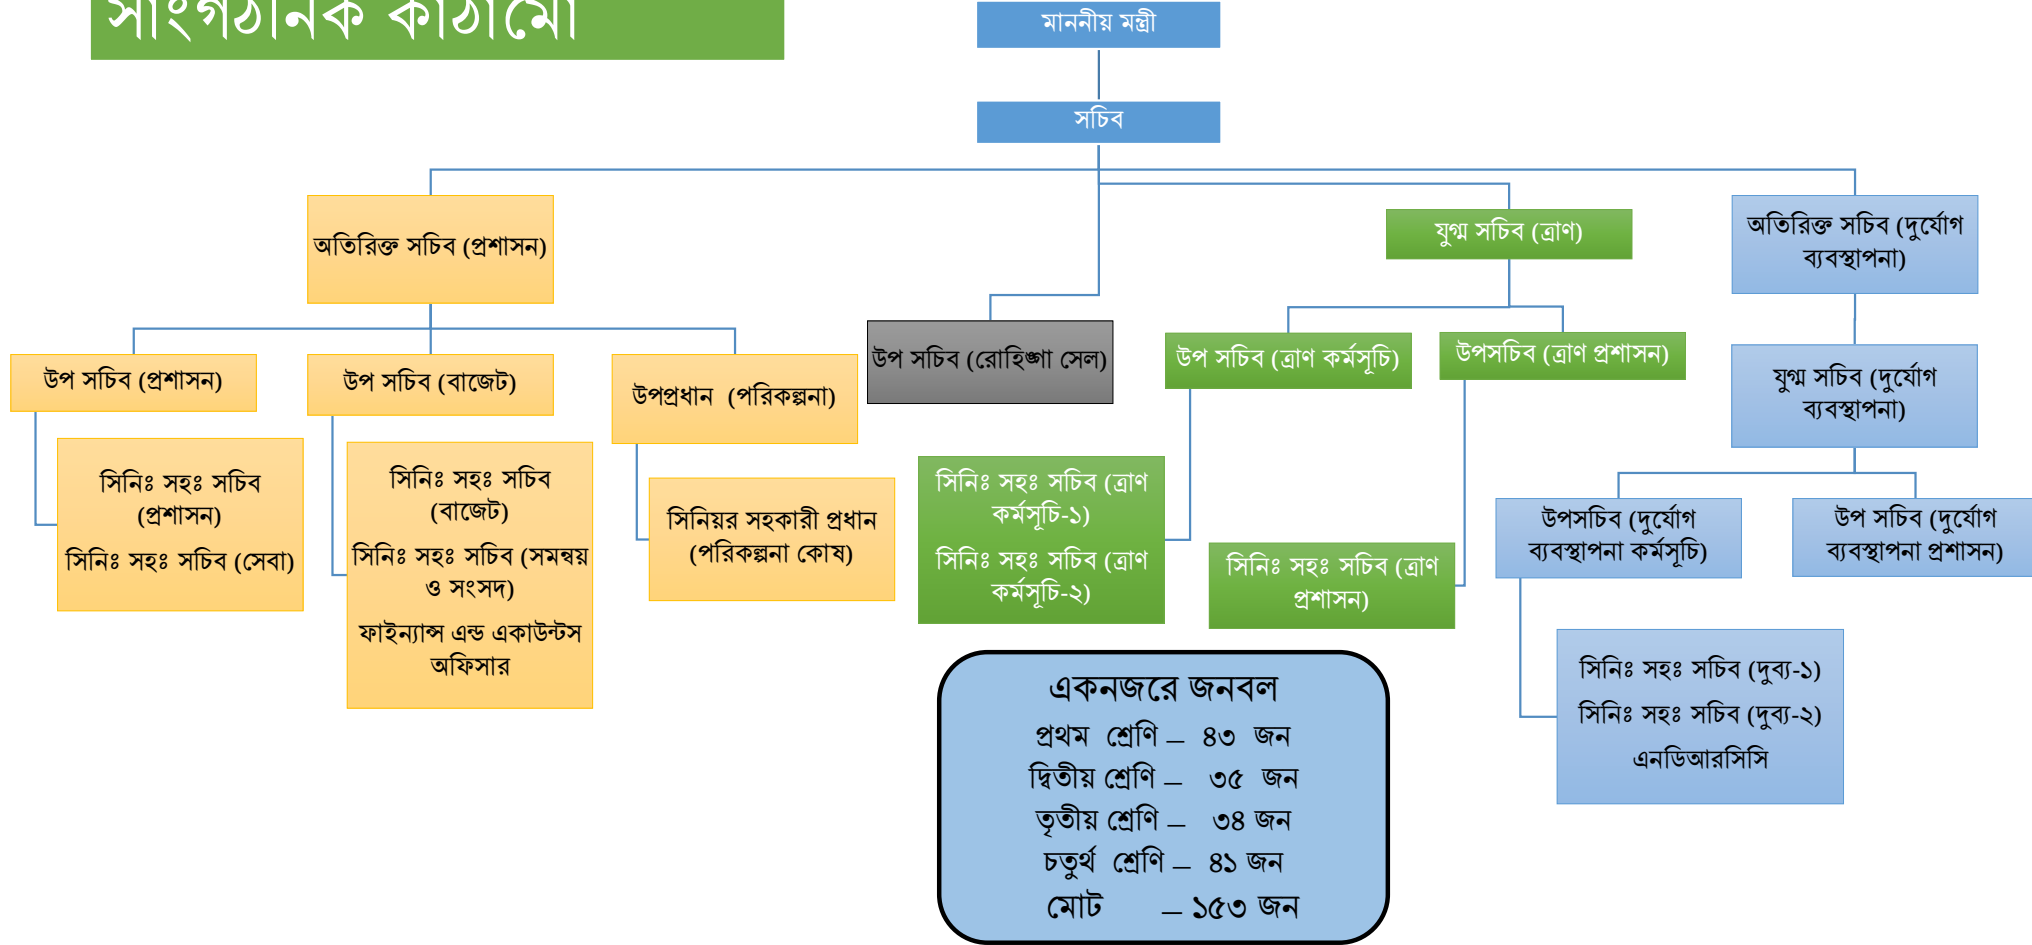 সাংগঠনিক কাঠামো
মাননীয় মন্ত্রী
সচিব
অতিরিক্ত সচিব (প্রশাসন)
উপ সচিব (প্রশাসন)
সিনিঃ সহঃ সচিব
(প্রশাসন)
সিনিঃ সহঃ সচিব (সেবা)
উপ সচিব (বাজেট)
সিনিঃ সহঃ সচিব
(বাজেট)
সিনিঃ সহঃ সচিব (সমন্বয়
ও সংসদ)
ফাইন্যান্স এন্ড একাউন্টস
অফিসার
উপপ্রধান (পরিকল্পনা)
সিনিয়র সহকারী প্রধান
(পরিকল্পনা কোষ)
উপ সচিব (রোহিঙ্গা সেল)
যুগ্ম সচিব (ত্রাণ)
উপ সচিব (ত্রাণ কর্মসূচি)
সিনিঃ সহঃ সচিব (ত্রাণ
কর্মসূচি-১)
সিনিঃ সহঃ সচিব (ত্রাণ
কর্মসূচি-২)
উপসচিব (ত্রাণ প্রশাসন)
সিনিঃ সহঃ সচিব (ত্রাণ
প্রশাসন)
অতিরিক্ত সচিব (দুর্যোগ
ব্যবস্থাপনা)
যুগ্ম সচিব (দুর্যোগ
ব্যবস্থাপনা)
উপসচিব (দুর্যোগ
ব্যবস্থাপনা কর্মসূচি)
সিনিঃ সহঃ সচিব (দুব্য-১)
সিনিঃ সহঃ সচিব (দুব্য-২)
এনডিআরসিসি
উপ সচিব (দুর্যোগ
ব্যবস্থাপনা প্রশাসন)
একনজরে জনবল
প্রথম শ্রেণি – ৪৩ জন
দ্বিতীয় শ্রেণি – ৩৫ জন
তৃতীয় শ্রেণি – ৩৪ জন
চতুর্থ শ্রেণি – ৪১ জন
মোট – ১৫৩ জন